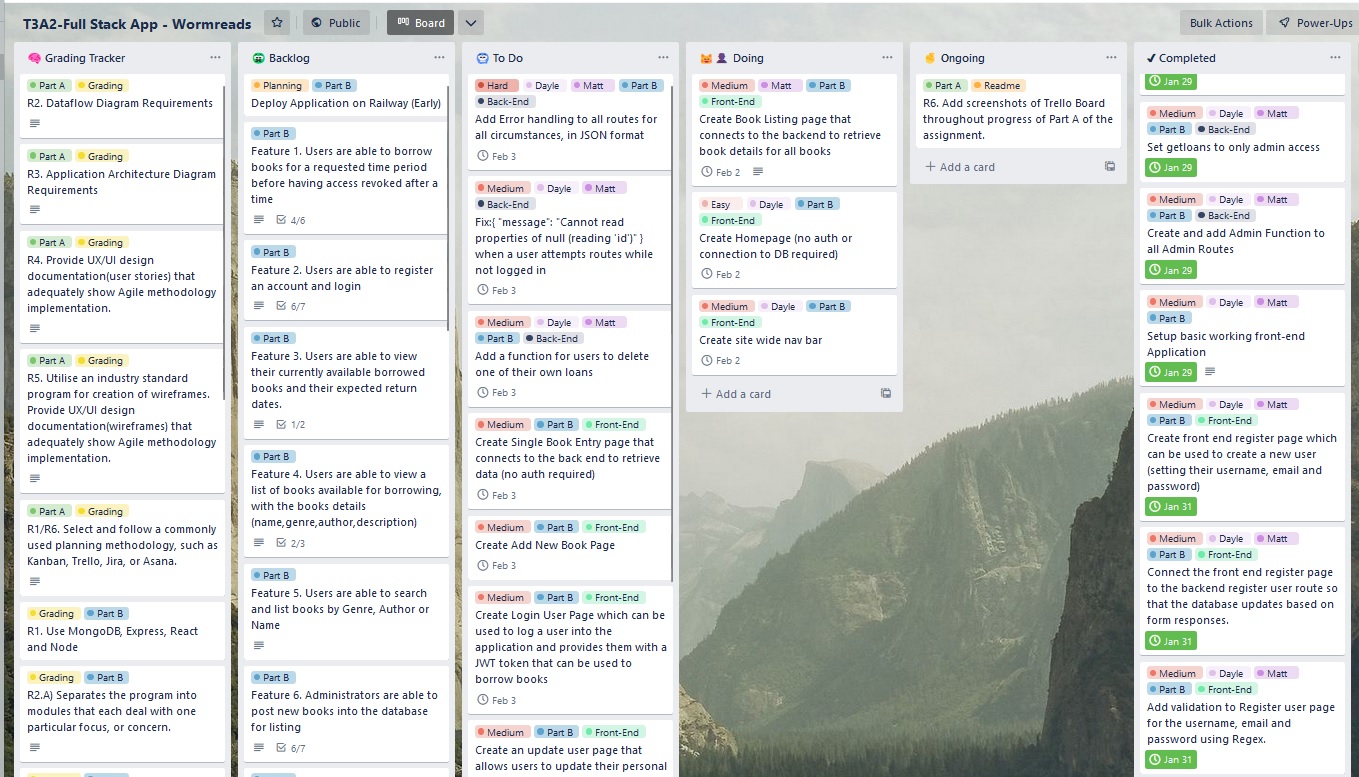 T3A2-Full Stack App - Wormreads
Public
Board
Bulk Actions
Power-Ups
Grading Tracker
Part A Grading
R2. Dataflow Diagram Requirements
Part A Grading
R3. Application Architecture Diagram
Requirements
Part A Grading
R4. Provide UX/UI design
documentation(user stories) that
adequately show Agile methodology
implementation.
Part A Grading
R5. Utilise an industry standard
program for creation of wireframes.
Provide UX/UI design
documentation(wireframes) that
adequately show Agile methodology
implementation.
Part A Grading
R1/R6. Select and follow a commonly
used planning methodology, such as
Kanban, Trello, Jira, or Asana.
Grading Part B
R1. Use MongoDB, Express, React
and Node
Grading Part B
R2.A) Separates the program into
modules that each deal with one
particular focus, or concern.
Backlog
Planning Part B
Deploy Application on Railway (Early)
Part B
Feature 1. Users are able to borrow
books for a requested time period
before having access revoked after a
time
4/6
Part B
Feature 2. Users are able to register
an account and login
6/7
Part B
Feature 3. Users are able to view
their currently available borrowed
books and their expected return
dates.
1/2
Part B
Feature 4. Users are able to view a
list of books available for borrowing,
with the books details
(name,genre,author,description)
2/3
Part B
Feature 5. Users are able to search
and list books by Genre, Author or
Name
Part B
Feature 6. Administrators are able to
post new books into the database
for listing
6/7
To Do
Hard Dayle Matt Part B
Back-End
Add Error handling to all routes for
all circumstances, in JSON format
Feb 3
Medium Dayle Matt
Back-End
Fix:{ "message": "Cannot read
properties of null (reading 'id')" }
when a user attempts routes while
not logged in
Feb 3
Medium Dayle Matt
Part B Back-End
Add a function for users to delete
one of their own loans
Feb 3
Medium Part B Front-End
Create Single Book Entry page that
connects to the back end to retrieve
data (no auth required)
Feb 3
Medium Part B Front-End
Create Add New Book Page
Feb 3
Medium Part B Front-End
Create Login User Page which can be
used to log a user into the
application and provides them with a
JWT token that can be used to
borrow books
Feb 3
Medium Part B Front-End
Create an update user page that
allows users to update their personal
Doing
Medium Matt Part B
Front-End
Create Book Listing page that
connects to the backend to retrieve
book details for all books
Feb 2
Easy Dayle Part B
Front-End
Create Homepage (no auth or
connection to DB required)
Feb 2
Medium Dayle Part B
Front-End
Create site wide nav bar
Feb 2
Add a card
Ongoing
Part A Readme
R6. Add screenshots of Trello Board
throughout progress of Part A of the
assignment.
Add a card
Completed
Jan 29
Medium Dayle Matt
Part B Back-End
Set getloans to only admin access
Jan 29
Medium Dayle Matt
Part B Back-End
Create and add Admin Function to
all Admin Routes
Jan 29
Medium Dayle Matt
Part B
Setup basic working front-end
Application
Jan 29
Medium Dayle Matt
Part B Front-End
Create front end register page which
can be used to create a new user
(setting their username, email and
password)
Jan 31
Medium Dayle Matt
Part B Front-End
Connect the front end register page
to the backend register user route so
that the database updates based on
form responses.
Jan 31
Medium Dayle Matt
Part B Front-End
Add validation to Register user page
for the username, email and
password using Regex.
Jan 31